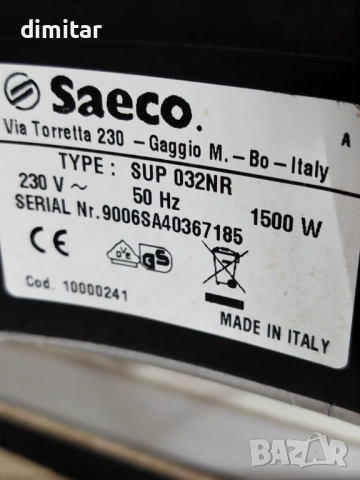 dimitar
Saeco.
A
Via Torretta 230 – Gaggio M. – Bo – Italy
TYPE: SUP 032NR
230 V ~ 50 Hz 1500 W
SERIAL Nr.9006SA40367185
CE
GS
Cod. 10000241
MADE IN ITALY
BAZAR